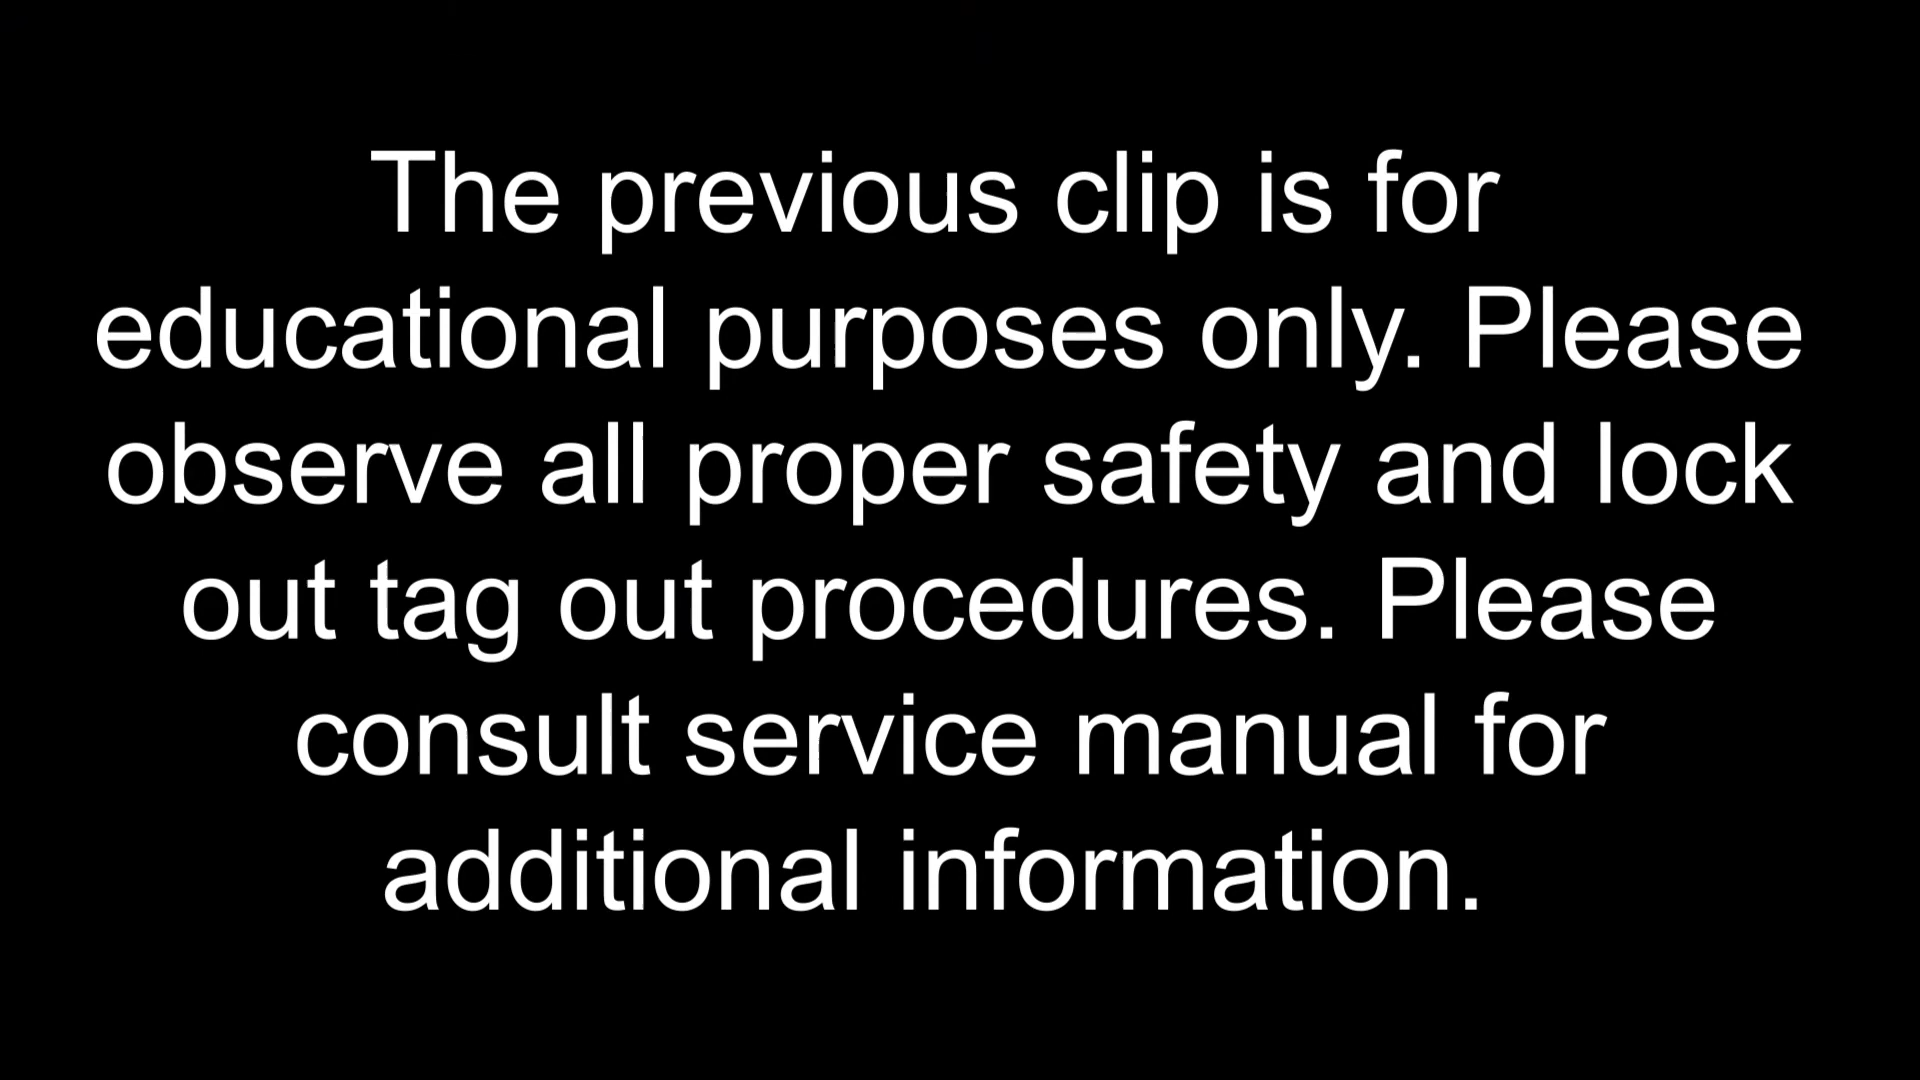 The previous clip is for
educational purposes only. Please
observe all proper safety and lock
out tag out procedures. Please
consult service manual for
additional information.